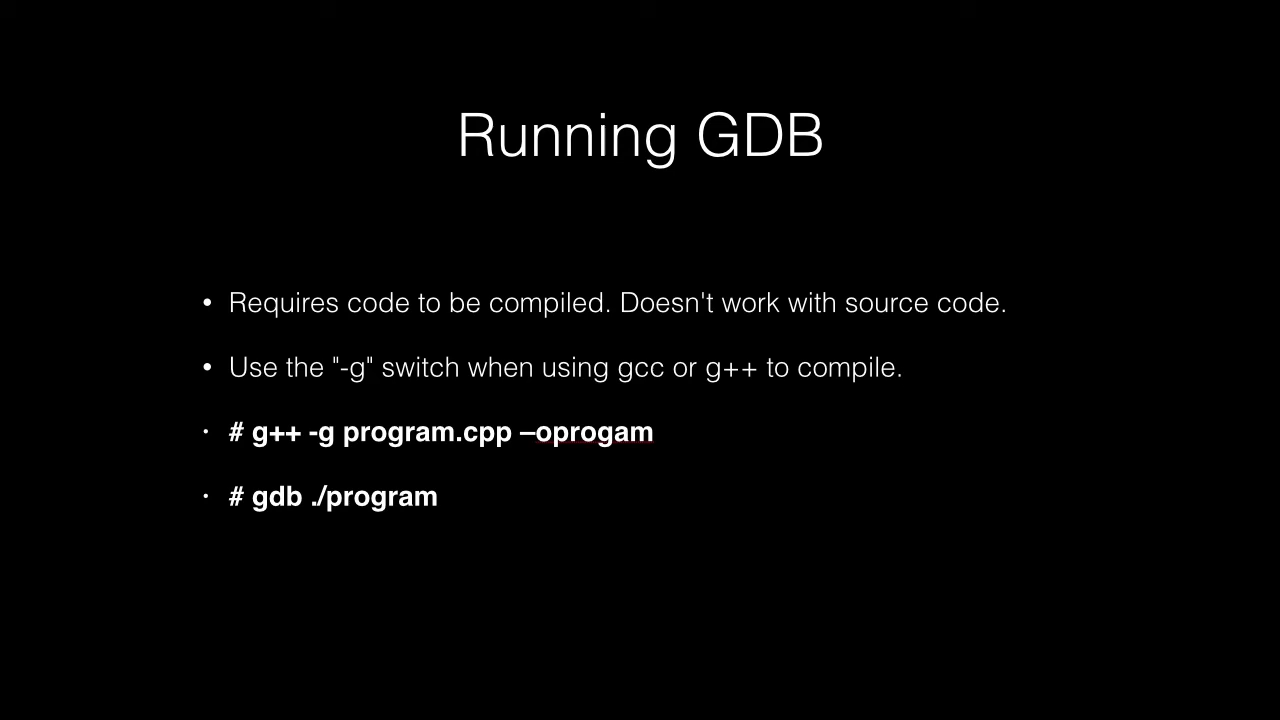 Running GDB
• Requires code to be compiled. Doesn't work with source code.
• Use the "-g" switch when using gcc or g++ to compile.
• # g++ -g program.cpp –oprogam
• # gdb ./program